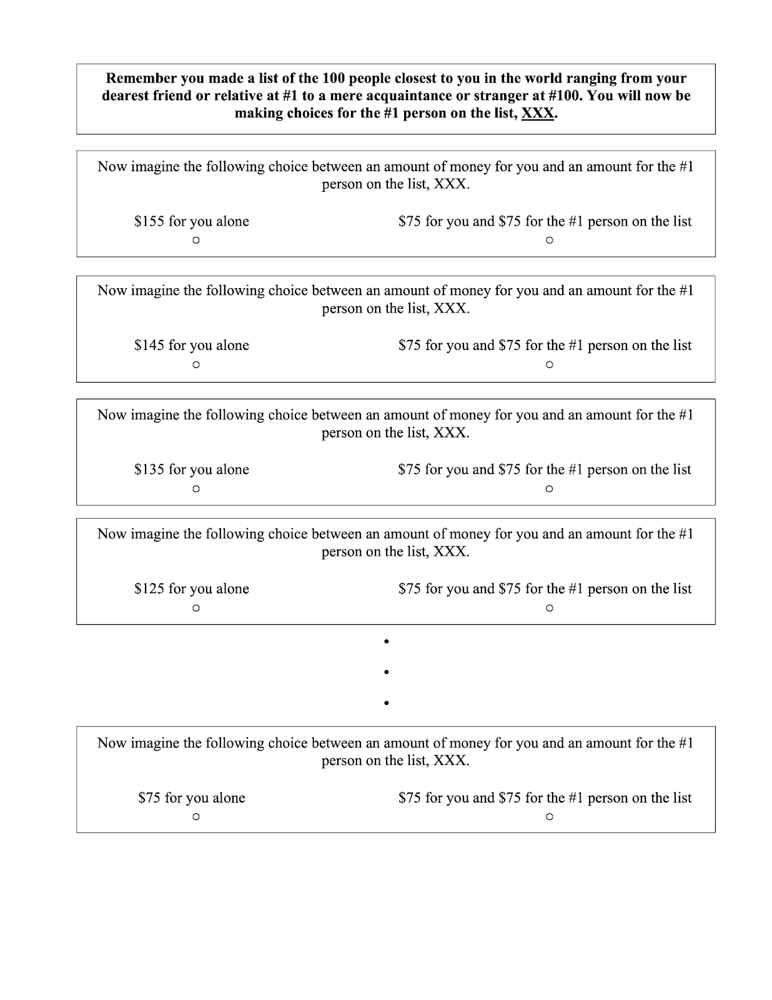 Remember you made a list of the 100 people closest to you in the world ranging from your
dearest friend or relative at #1 to a mere acquaintance or stranger at #100. You will now be
making choices for the #1 person on the list, XXX.
Now imagine the following choice between an amount of money for you and an amount for the #1
person on the list, XXX.
$155 for you alone $75 for you and $75 for the #1 person on the list
Now imagine the following choice between an amount of money for you and an amount for the #1
person on the list, XXX.
$145 for you alone $75 for you and $75 for the #1 person on the list
Now imagine the following choice between an amount of money for you and an amount for the #1
person on the list, XXX.
$135 for you alone $75 for you and $75 for the #1 person on the list
Now imagine the following choice between an amount of money for you and an amount for the #1
person on the list, XXX.
$125 for you alone $75 for you and $75 for the #1 person on the list
Now imagine the following choice between an amount of money for you and an amount for the #1
person on the list, XXX.
$75 for you alone $75 for you and $75 for the #1 person on the list